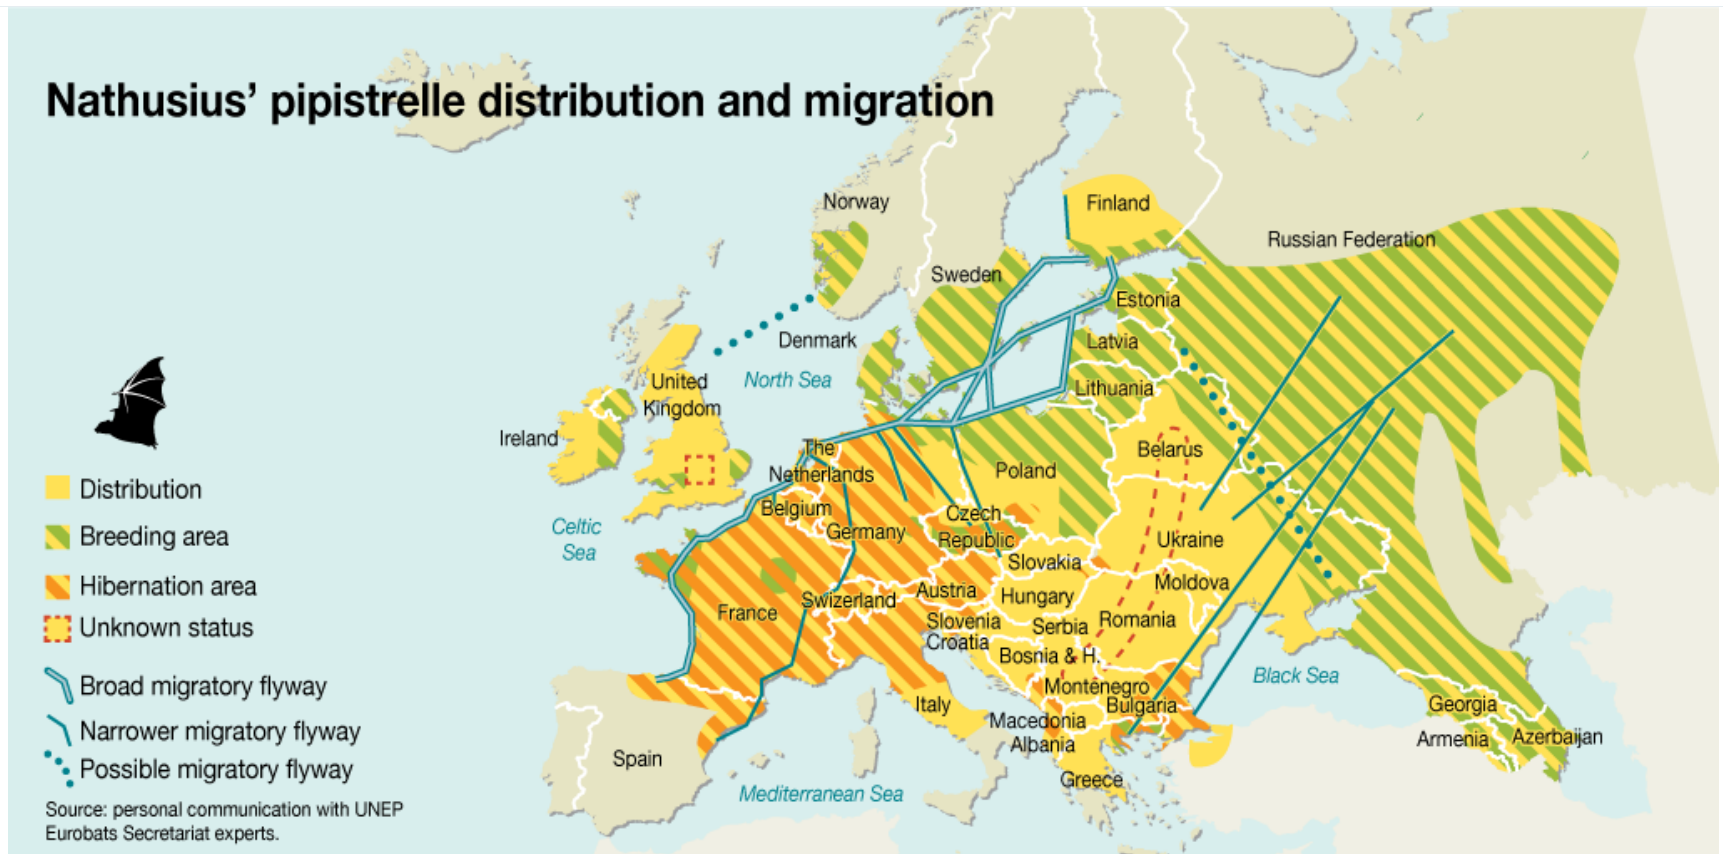 Nathusius’ pipistrelle distribution and migration
Norway
Finland
Russian Federation
Sweden
Estonia
Denmark
Latvia
North Sea
United
Kingdom
Lithuania
Ireland
The
Netherlands
Belarus
Poland
Belgium
Czech
Republic
Germany
Celtic
Sea
Ukraine
Slovakia
Moldova
Austria
Hungary
Swizerland
France
Slovenia
Serbia
Romania
Croatia
Bosnia & H.
Black Sea
Montenegro
Bulgaria
Italy
Georgia
Macedonia
Armenia
Azerbaijan
Albania
Spain
Greece
Mediterranean Sea
Distribution
Breeding area
Hibernation area
Unknown status
Broad migratory flyway
Narrower migratory flyway
Possible migratory flyway
Source: personal communication with UNEP
Eurobats Secretariat experts.